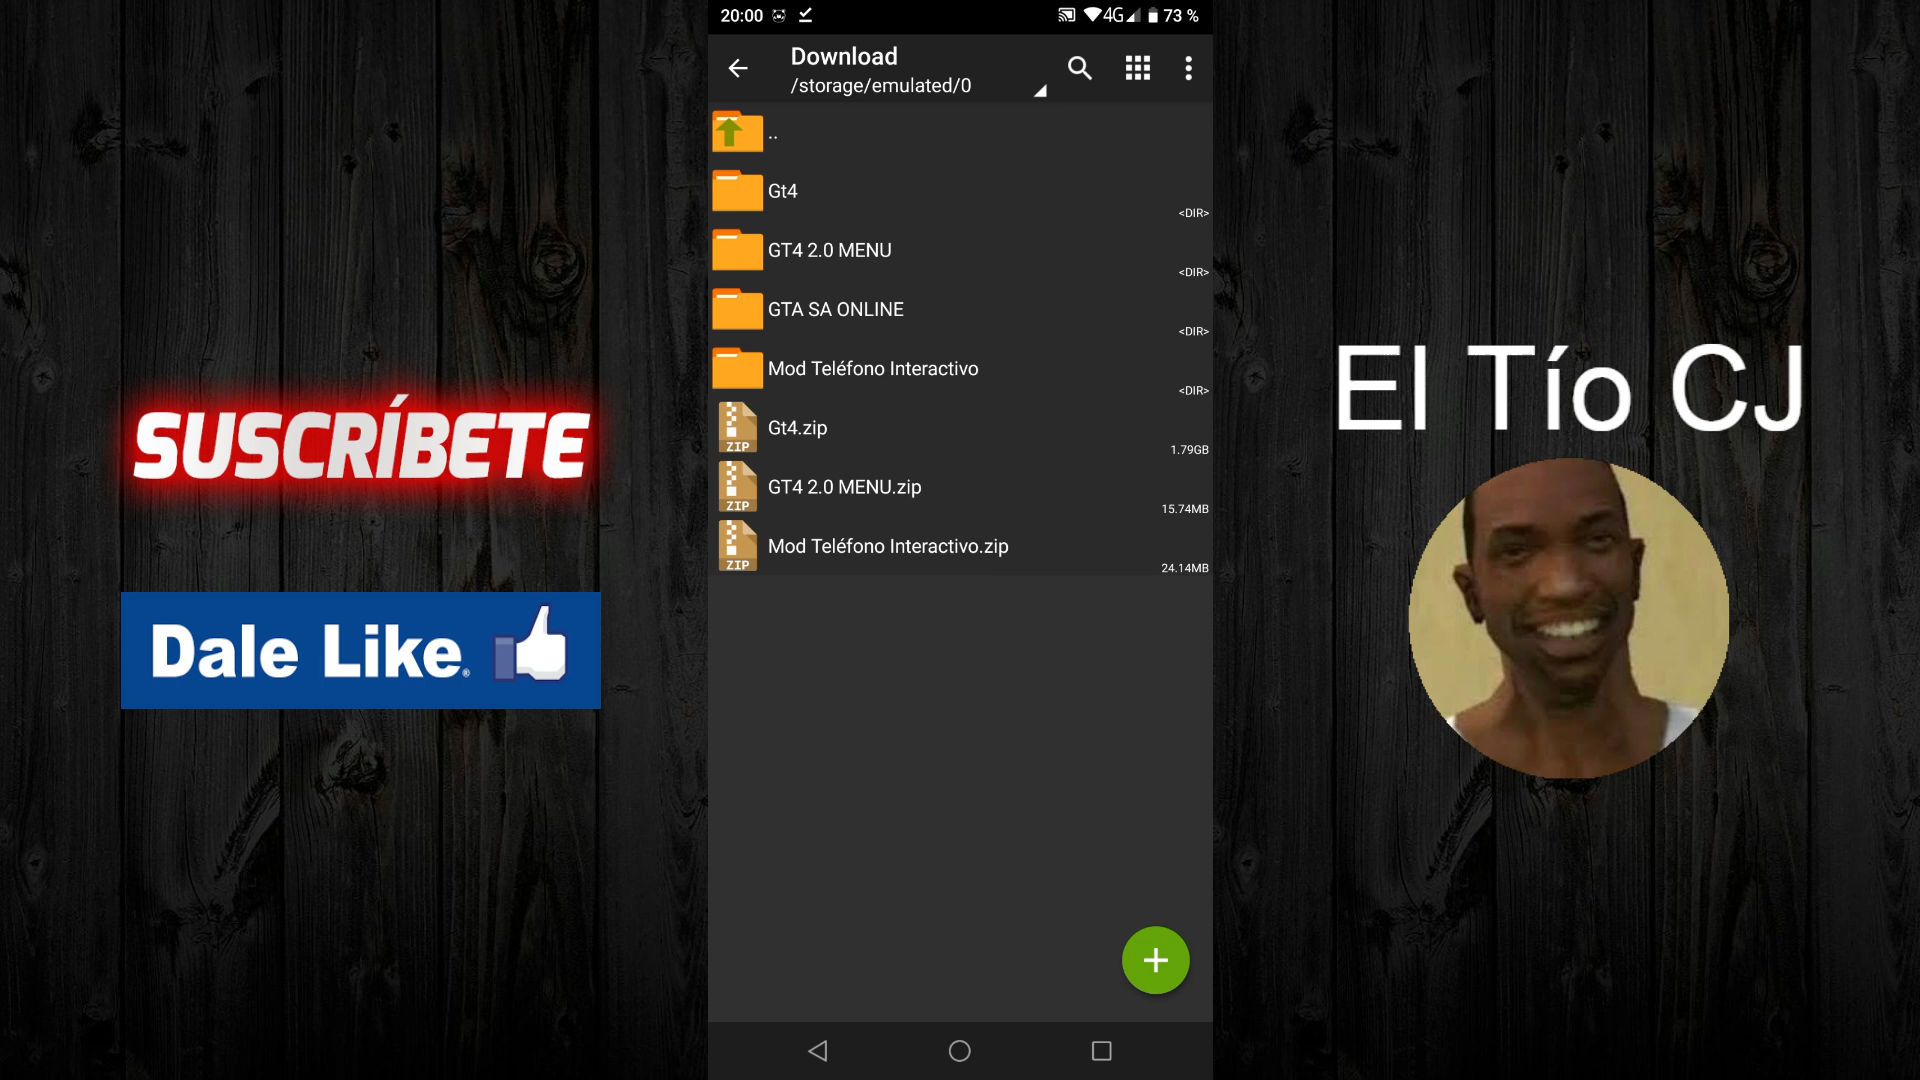 20:00
4G 73 %
Download
/storage/emulated/0
..
Gt4
<DIR>
GT4 2.0 MENU
<DIR>
GTA SA ONLINE
<DIR>
Mod Teléfono Interactivo
<DIR>
ZIP
Gt4.zip
1.79GB
ZIP
GT4 2.0 MENU.zip
15.74MB
ZIP
Mod Teléfono Interactivo.zip
24.14MB
SUSCRÍBETE
Dale Like®
El Tío CJ